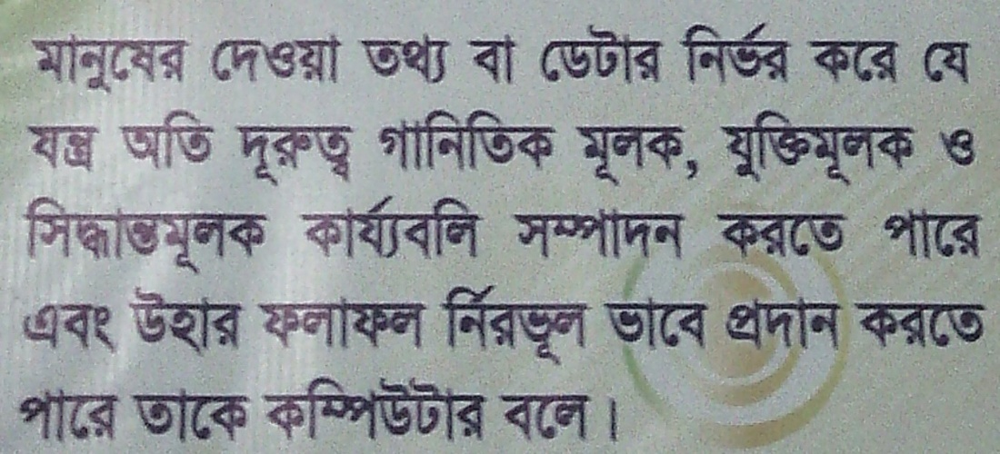 মানুষের দেওয়া তথ্য বা ডেটার নির্ভর করে যে
যন্ত্র অতি দূরুত্ব গানিতিক মূলক, যুক্তিমূলক ও
সিদ্ধান্তমূলক কার্য্যবলি সম্পাদন করতে পারে
এবং উহার ফলাফল র্নিরভূল ভাবে প্রদান করতে
পারে তাকে কম্পিউটার বলে।